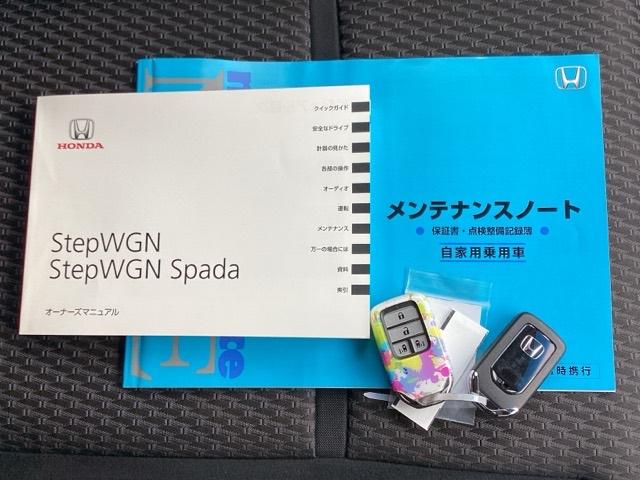 HONDA
StepWGN
StepWGN Spada
オーナーズマニュアル
クイックガイド
安全なドライブ
計器の見かた
各部の操作
オーディオ
運転
メンテナンス
万一の場合には
資料
索引
メンテナンスノート
保証書・点検整備記録簿
自家用乗用車
時携行